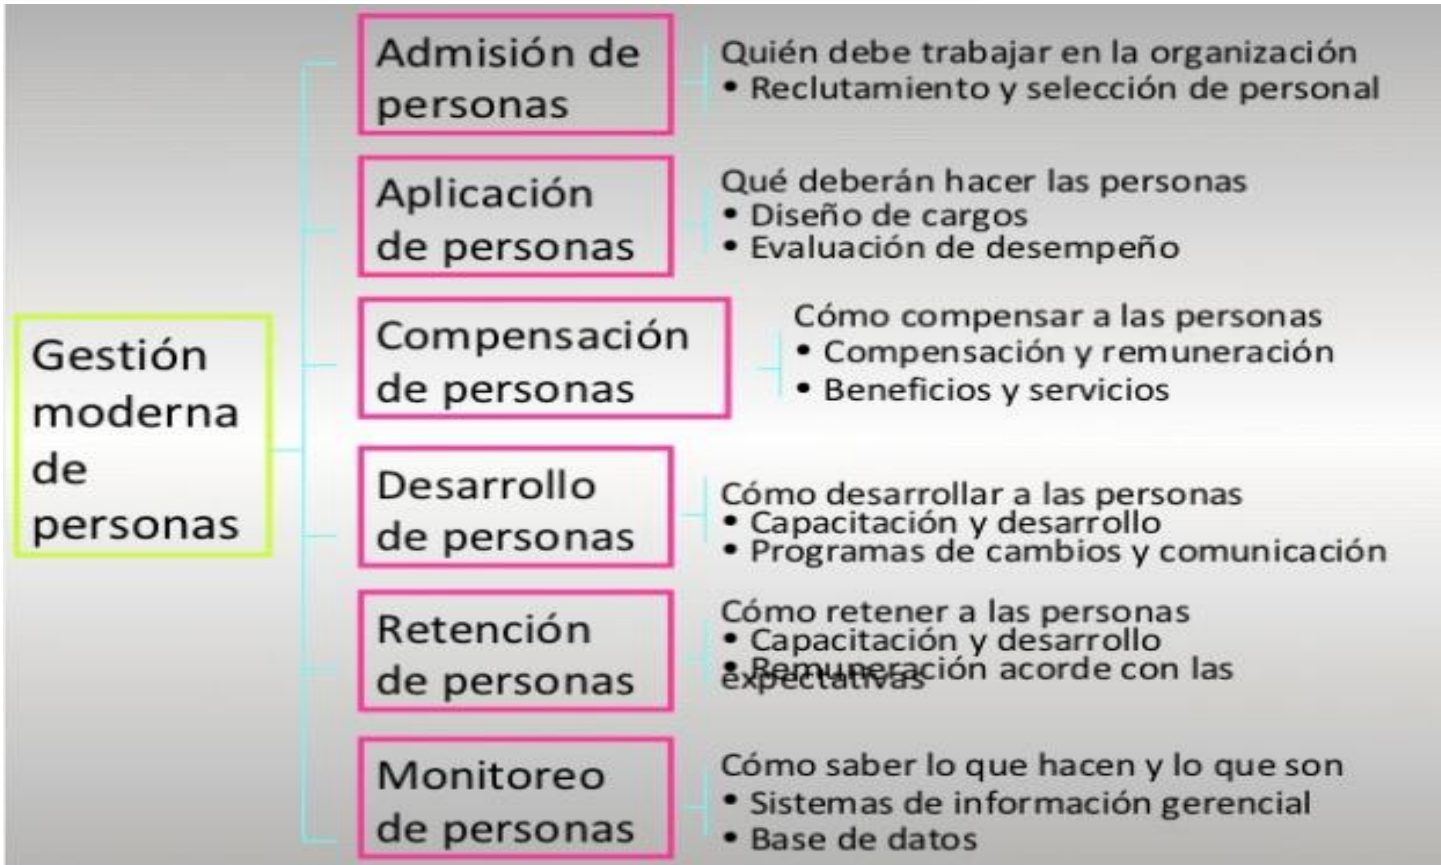 Gestión
moderna
de
personas
Admisión de
personas
Quién debe trabajar en la organización
• Reclutamiento y selección de personal
Aplicación
de personas
Qué deberán hacer las personas
• Diseño de cargos
• Evaluación de desempeño
Compensación
de personas
Cómo compensar a las personas
• Compensación y remuneración
• Beneficios y servicios
Desarrollo
de personas
Cómo desarrollar a las personas
• Capacitación y desarrollo
• Programas de cambios y comunicación
Retención
de personas
Cómo retener a las personas
• Capacitación y desarrollo
• Remuneración acorde con las
expectativas
Monitoreo
de personas
Cómo saber lo que hacen y lo que son
• Sistemas de información gerencial
• Base de datos